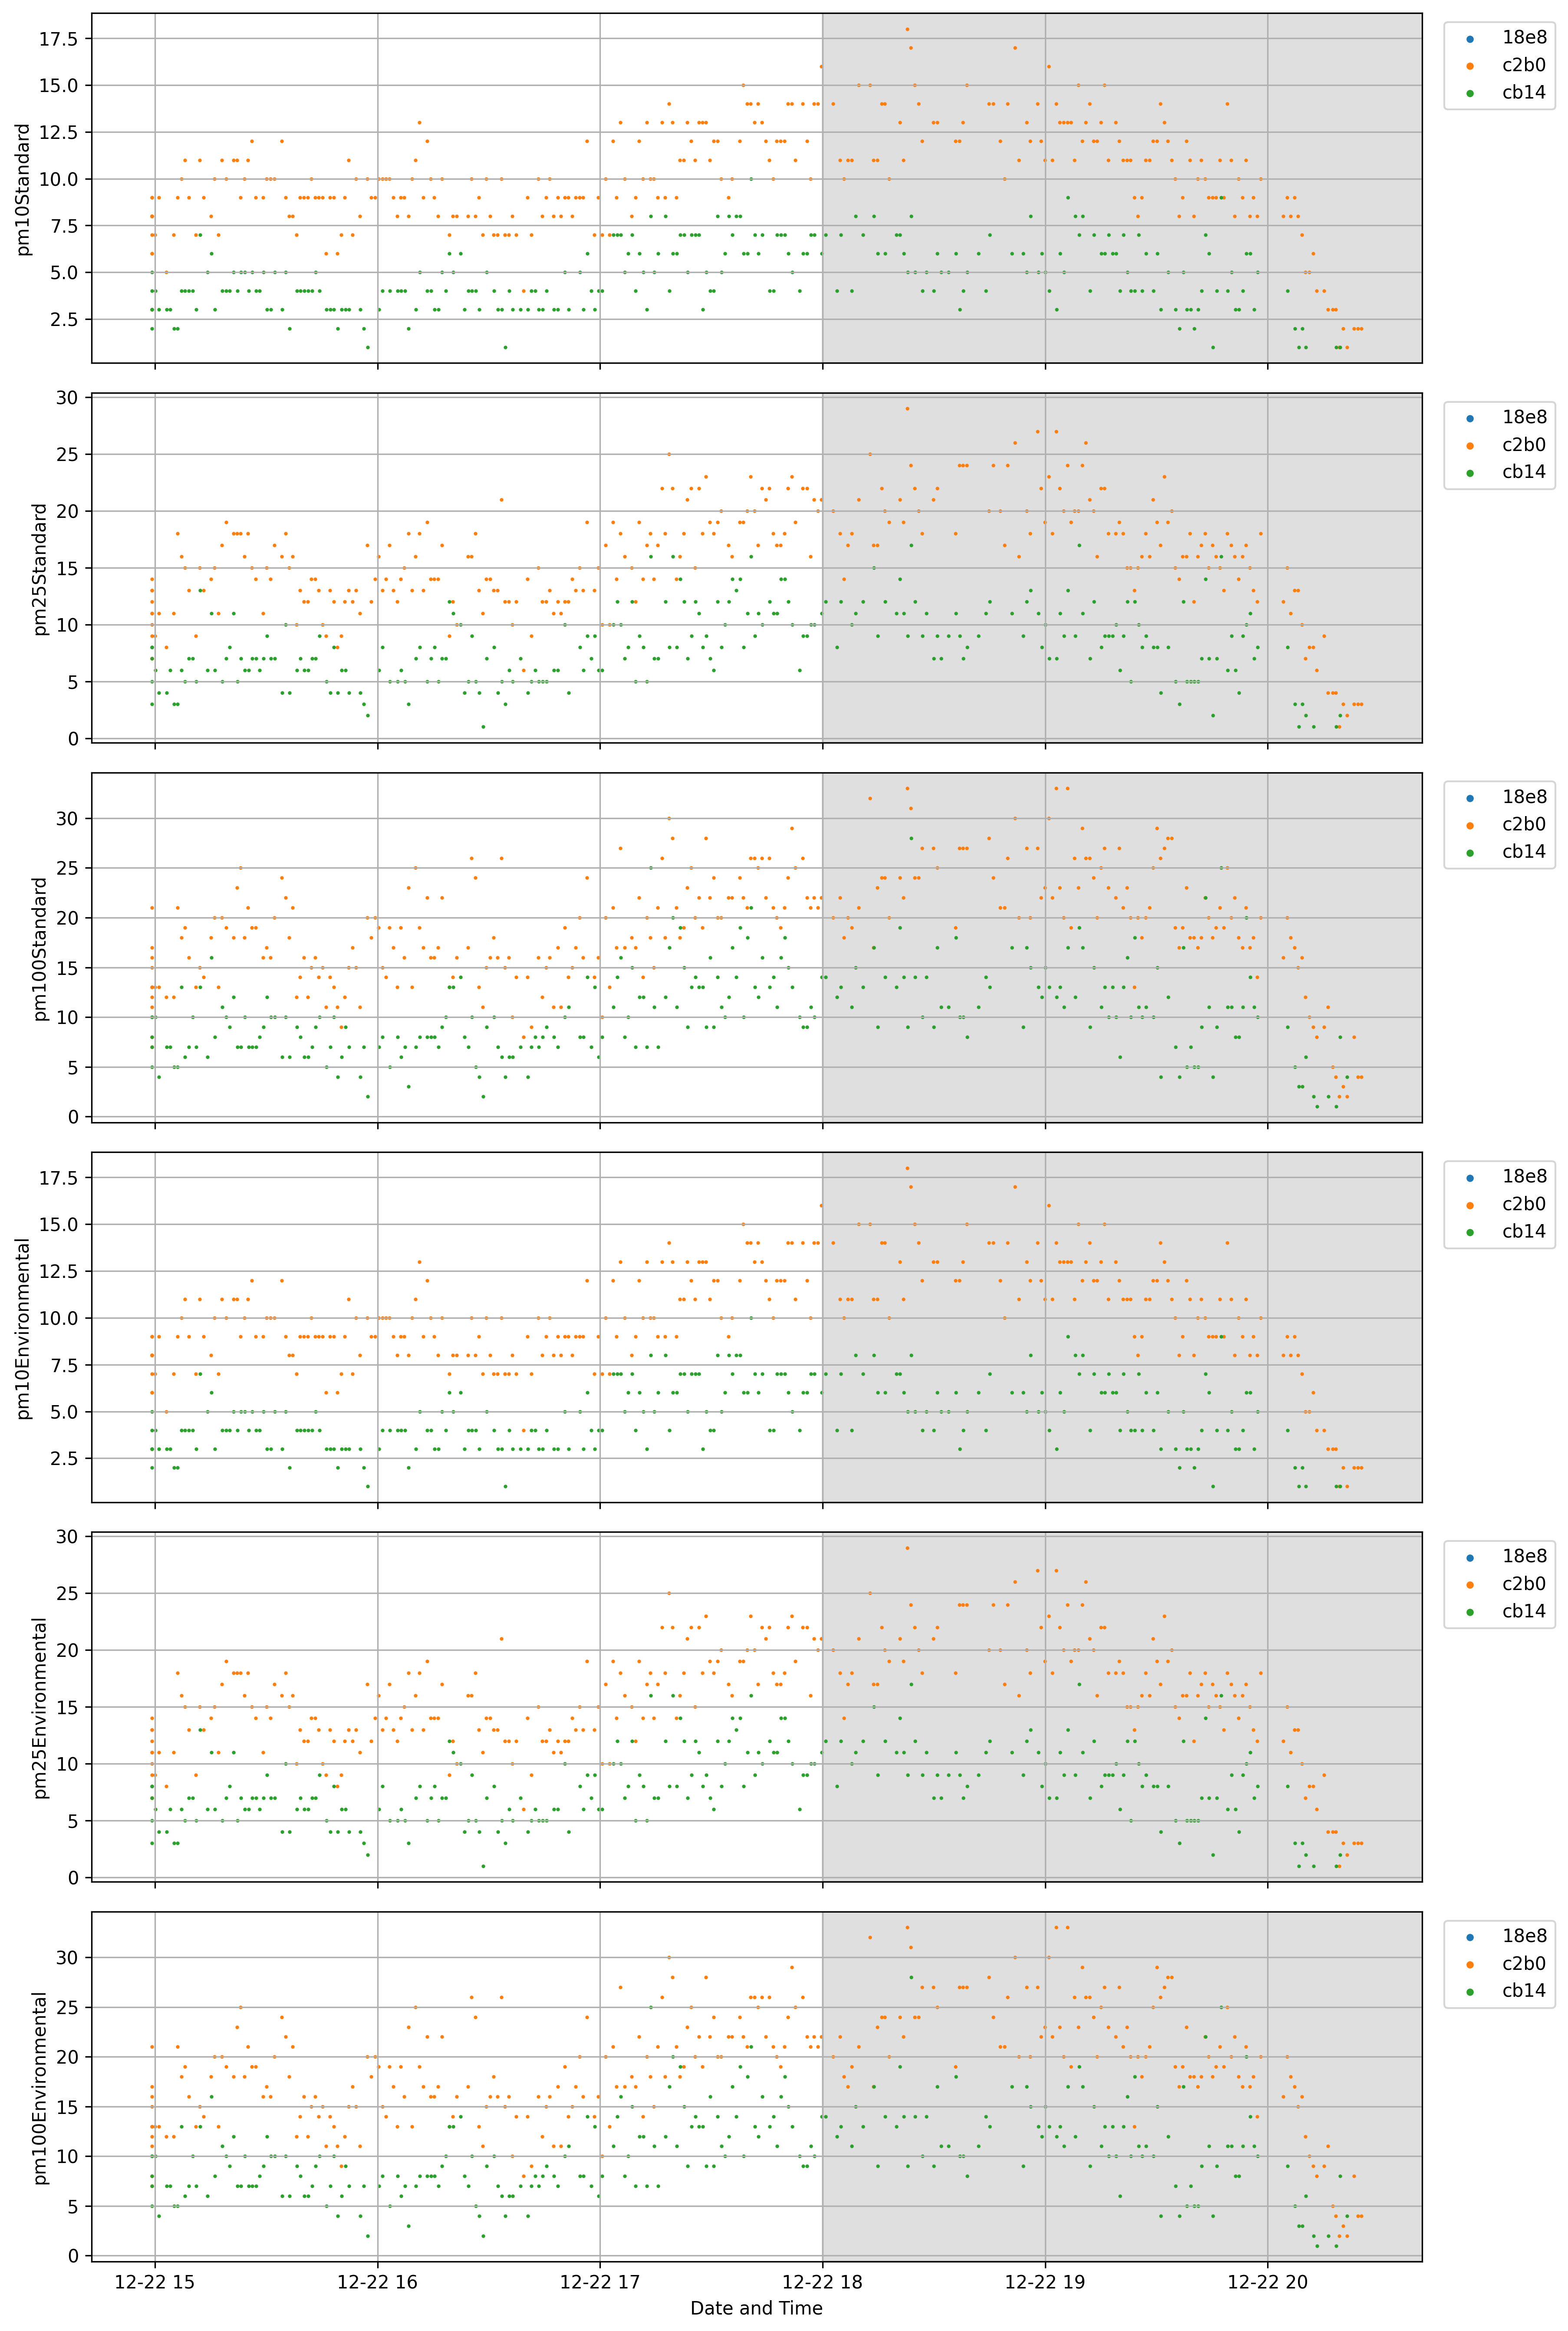 pm10Standard
17.5
15.0
12.5
10.0
7.5
5.0
2.5
18e8
c2b0
cb14
pm25Standard
30
25
20
15
10
5
0
18e8
c2b0
cb14
pm100Standard
30
25
20
15
10
5
0
18e8
c2b0
cb14
pm10Environmental
17.5
15.0
12.5
10.0
7.5
5.0
2.5
18e8
c2b0
cb14
pm25Environmental
30
25
20
15
10
5
0
18e8
c2b0
cb14
pm100Environmental
30
25
20
15
10
5
0
18e8
c2b0
cb14
12-22 15 12-22 16 12-22 17 12-22 18 12-22 19 12-22 20
Date and Time